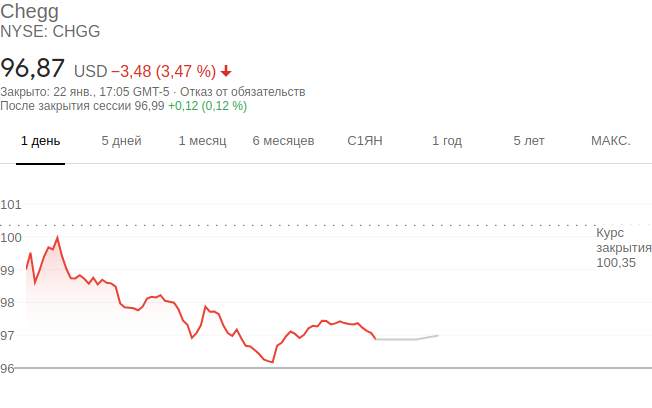 Chegg
NYSE: CHGG
96,87 USD −3,48 (3,47 %)
Закрыто: 22 янв., 17:05 GMT-5 · Отказ от обязательств
После закрытия сессии 96,99 +0,12 (0,12 %)
1 день 5 дней 1 месяц 6 месяцев С1ЯН 1 год 5 лет МАКС.
101
100
99
98
97
96
Курс
закрытия
100,35